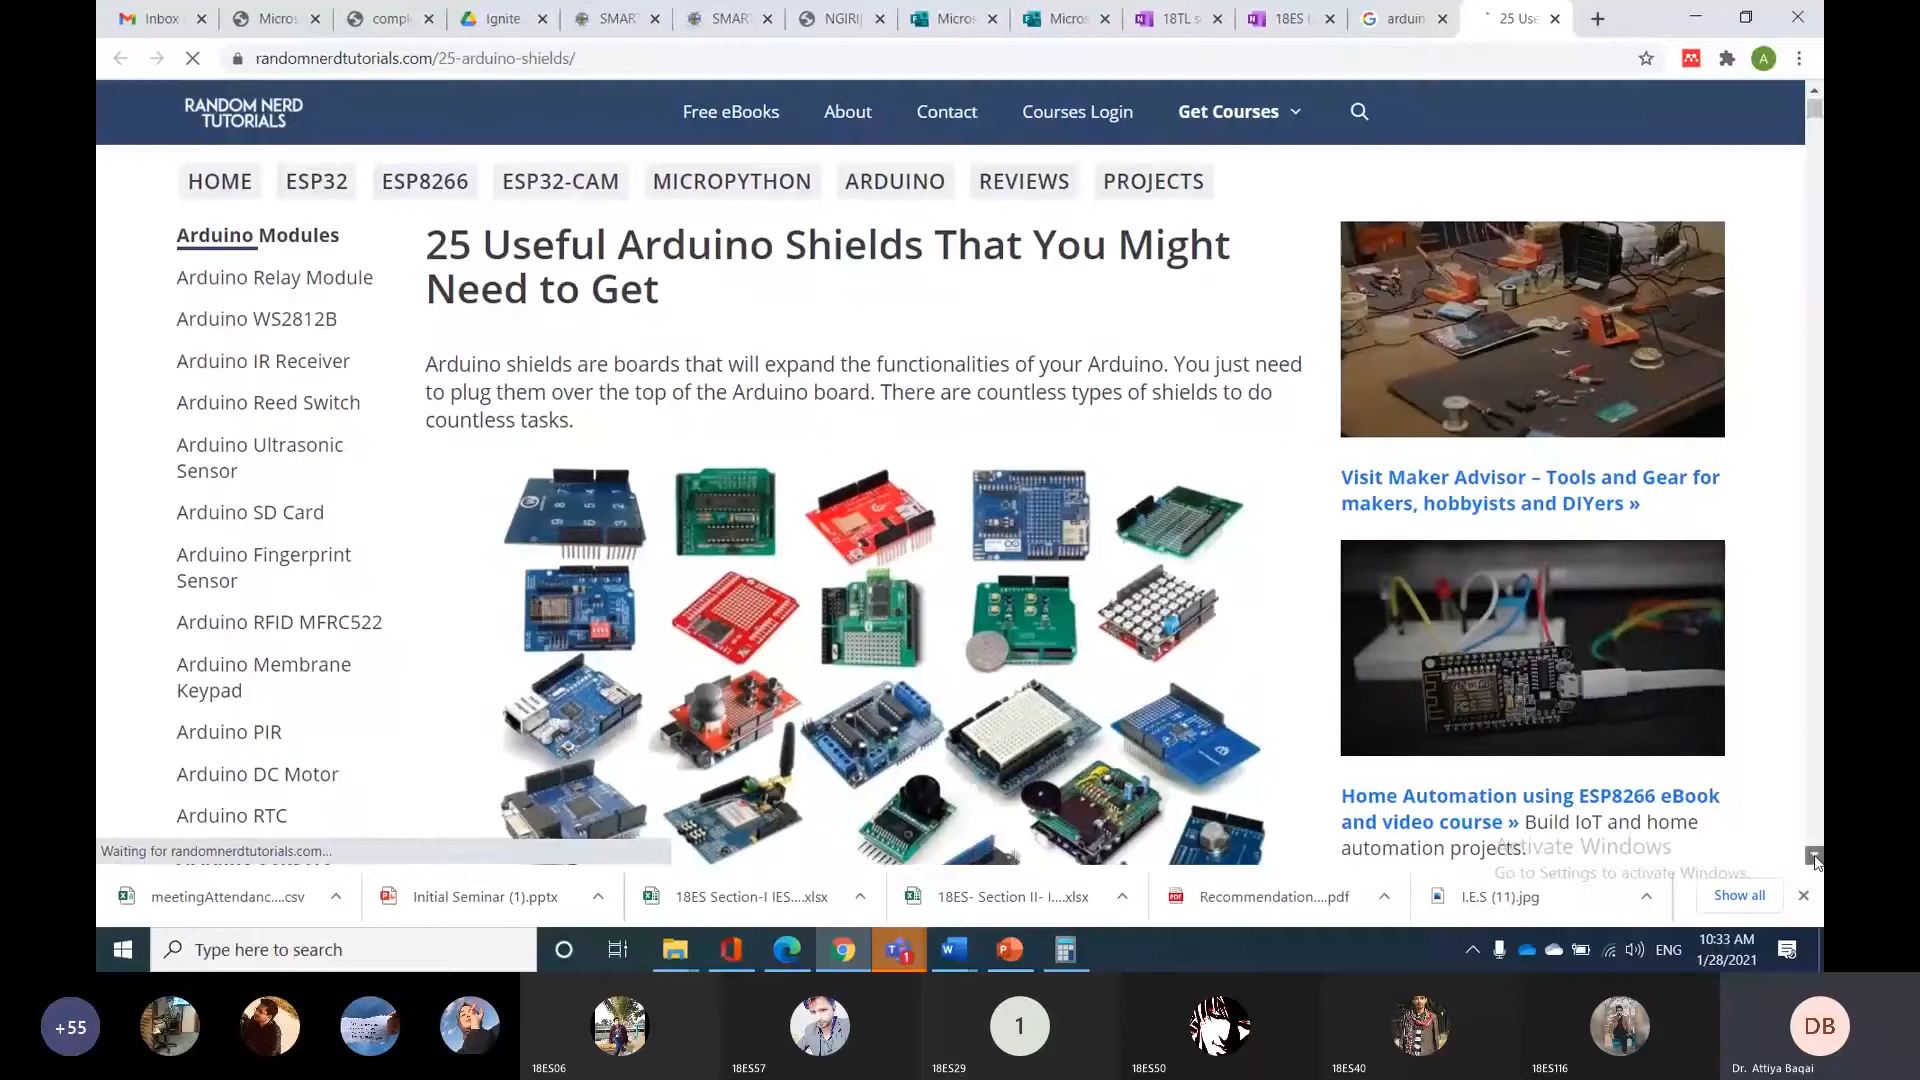 Inbox
Micros
compl
Ignite
SMAR
SMAR
NGIRI
Micros
Micros
18TL s
18ES (
arduin
25 Use
randomnerdtutorials.com/25-arduino-shields/
A
RANDOM NERD
TUTORIALS
Free eBooks
About
Contact
Courses Login
Get Courses
HOME
ESP32
ESP8266
ESP32-CAM
MICROPYTHON
ARDUINO
REVIEWS
PROJECTS
Arduino Modules
Arduino Relay Module
Arduino WS2812B
Arduino IR Receiver
Arduino Reed Switch
Arduino Ultrasonic
Sensor
Arduino SD Card
Arduino Fingerprint
Sensor
Arduino RFID MFRC522
Arduino Membrane
Keypad
Arduino PIR
Arduino DC Motor
Arduino RTC
25 Useful Arduino Shields That You Might
Need to Get
Arduino shields are boards that will expand the functionalities of your Arduino. You just need
to plug them over the top of the Arduino board. There are countless types of shields to do
countless tasks.
Visit Maker Advisor – Tools and Gear for
makers, hobbyists and DIYers »
Home Automation using ESP8266 eBook
and video course » Build IoT and home
automation projects.
Activate Windows
Go to Settings to activate Windows.
Waiting for randomnerdtutorials.com...
meetingAttendanc....csv
Initial Seminar (1).pptx
18ES Section-I IES....xlsx
18ES- Section II- I....xlsx
Recommendation....pdf
I.E.S (11).jpg
Show all
Type here to search
1
ENG
10:33 AM
1/28/2021
+55
18ES06
18ES57
1
18ES29
18ES50
18ES40
18ES116
DB
Dr. Attiya Baqai